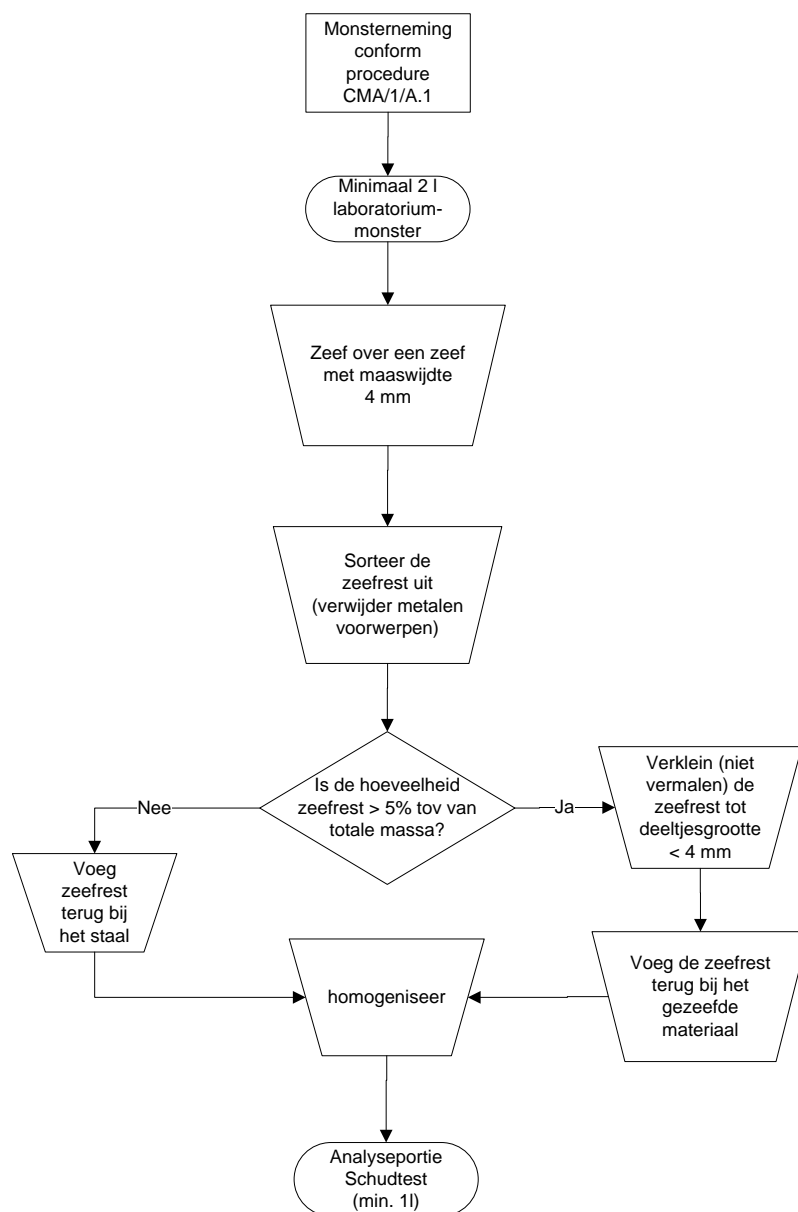 Monsterneming
conform
procedure
CMA/1/A.1
Minimaal 2 l
laboratorium-
monster
Zeef over een zeef
met maaswijdte
4 mm
Sorteer de
zeefrest uit
(verwijder metalen
voorwerpen)
Is de hoeveelheid
zeefrest > 5% tov van
totale massa?
Nee
Ja
Voeg
zeefrest
terug bij
het staal
Verklein (niet
vermalen) de
zeefrest tot
deeltjesgrootte
< 4 mm
Voeg de zeefrest
terug bij het
gezeefde
materiaal
homogeniseer
Analyseportie
Schudtest
(min. 1l)